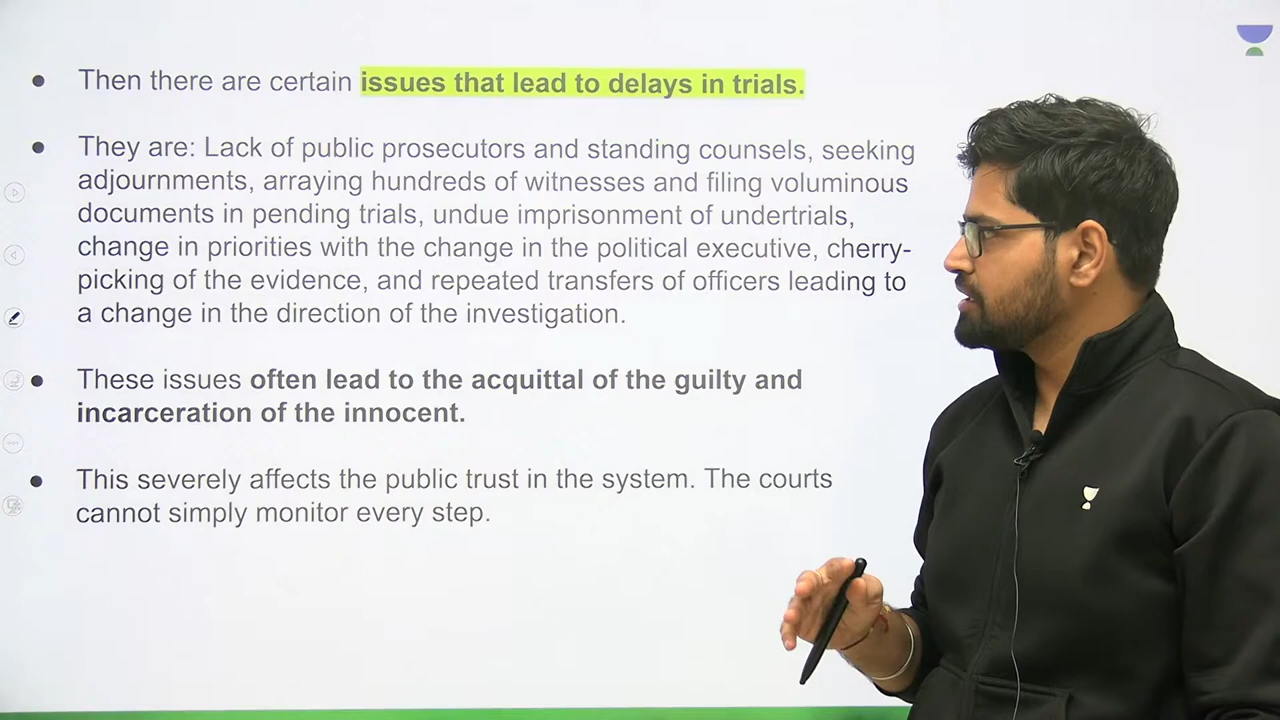 Then there are certain issues that lead to delays in trials.
They are: Lack of public prosecutors and standing counsels, seeking
adjournments, arraying hundreds of witnesses and filing voluminous
documents in pending trials, undue imprisonment of undertrials,
change in priorities with the change in the political executive, cherry-
picking of the evidence, and repeated transfers of officers leading to
a change in the direction of the investigation.
These issues often lead to the acquittal of the guilty and
incarceration of the innocent.
This severely affects the public trust in the system. The courts
cannot simply monitor every step.